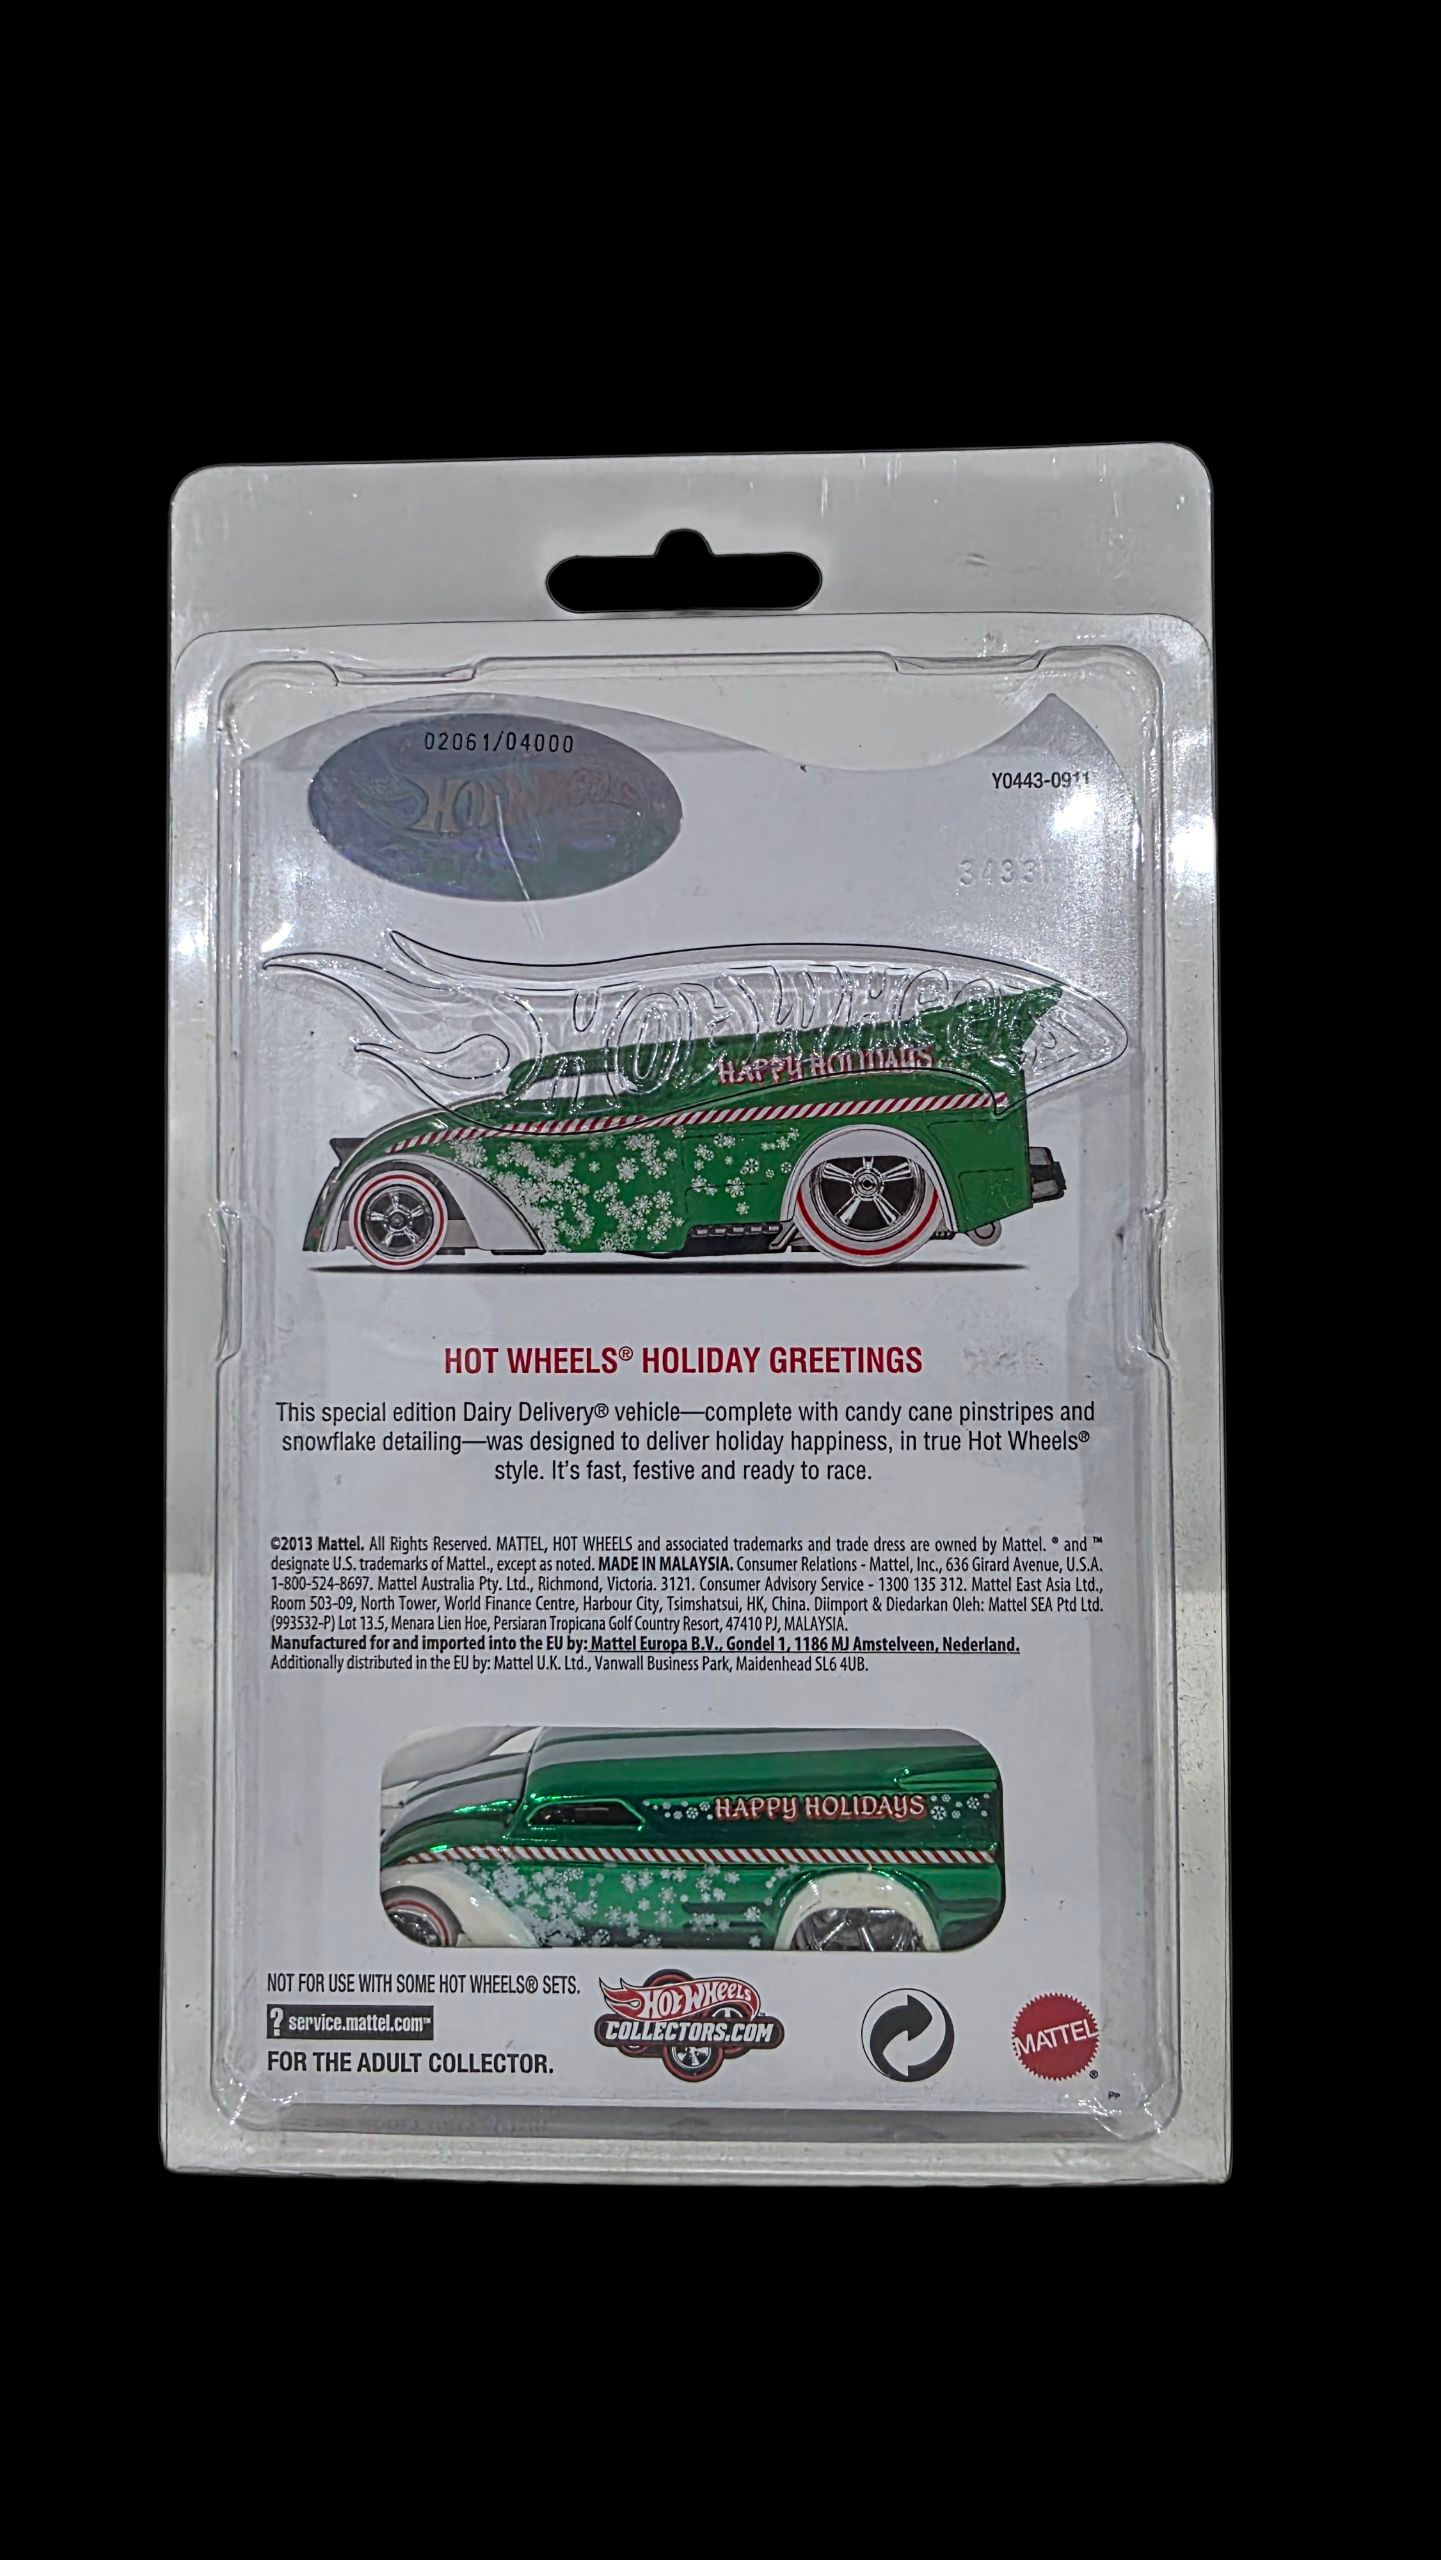 02061/04000
HOT WHEELS
Y0443-0911
3433
HOT WHEELS
HAPPY HOLIDAYS
HOT WHEELS® HOLIDAY GREETINGS
This special edition Dairy Delivery® vehicle—complete with candy cane pinstripes and
snowflake detailing—was designed to deliver holiday happiness, in true Hot Wheels®
style. It's fast, festive and ready to race.
©2013 Mattel. All Rights Reserved. MATTEL, HOT WHEELS and associated trademarks and trade dress are owned by Mattel. ® and ™
designate U.S. trademarks of Mattel., except as noted. MADE IN MALAYSIA. Consumer Relations - Mattel, Inc., 636 Girard Avenue, U.S.A.
1-800-524-8697. Mattel Australia Pty. Ltd., Richmond, Victoria. 3121. Consumer Advisory Service - 1300 135 312. Mattel East Asia Ltd.,
Room 503-09, North Tower, World Finance Centre, Harbour City, Tsimshatsui, HK, China. Diimport & Diedarkan Oleh: Mattel SEA Ptd Ltd.
(993532-P) Lot 13.5, Menara Lien Hoe, Persiaran Tropicana Golf Country Resort, 47410 PJ, MALAYSIA.
Manufactured for and imported into the EU by: Mattel Europa B.V., Gondel 1, 1186 MJ Amstelveen, Nederland.
Additionally distributed in the EU by: Mattel U.K. Ltd., Vanwall Business Park, Maidenhead SL6 4UB.
HAPPY HOLIDAYS
NOT FOR USE WITH SOME HOT WHEELS® SETS.
? service.mattel.com™
FOR THE ADULT COLLECTOR.
HOT WHEELS
COLLECTORS.COM
MATTEL
®
PP